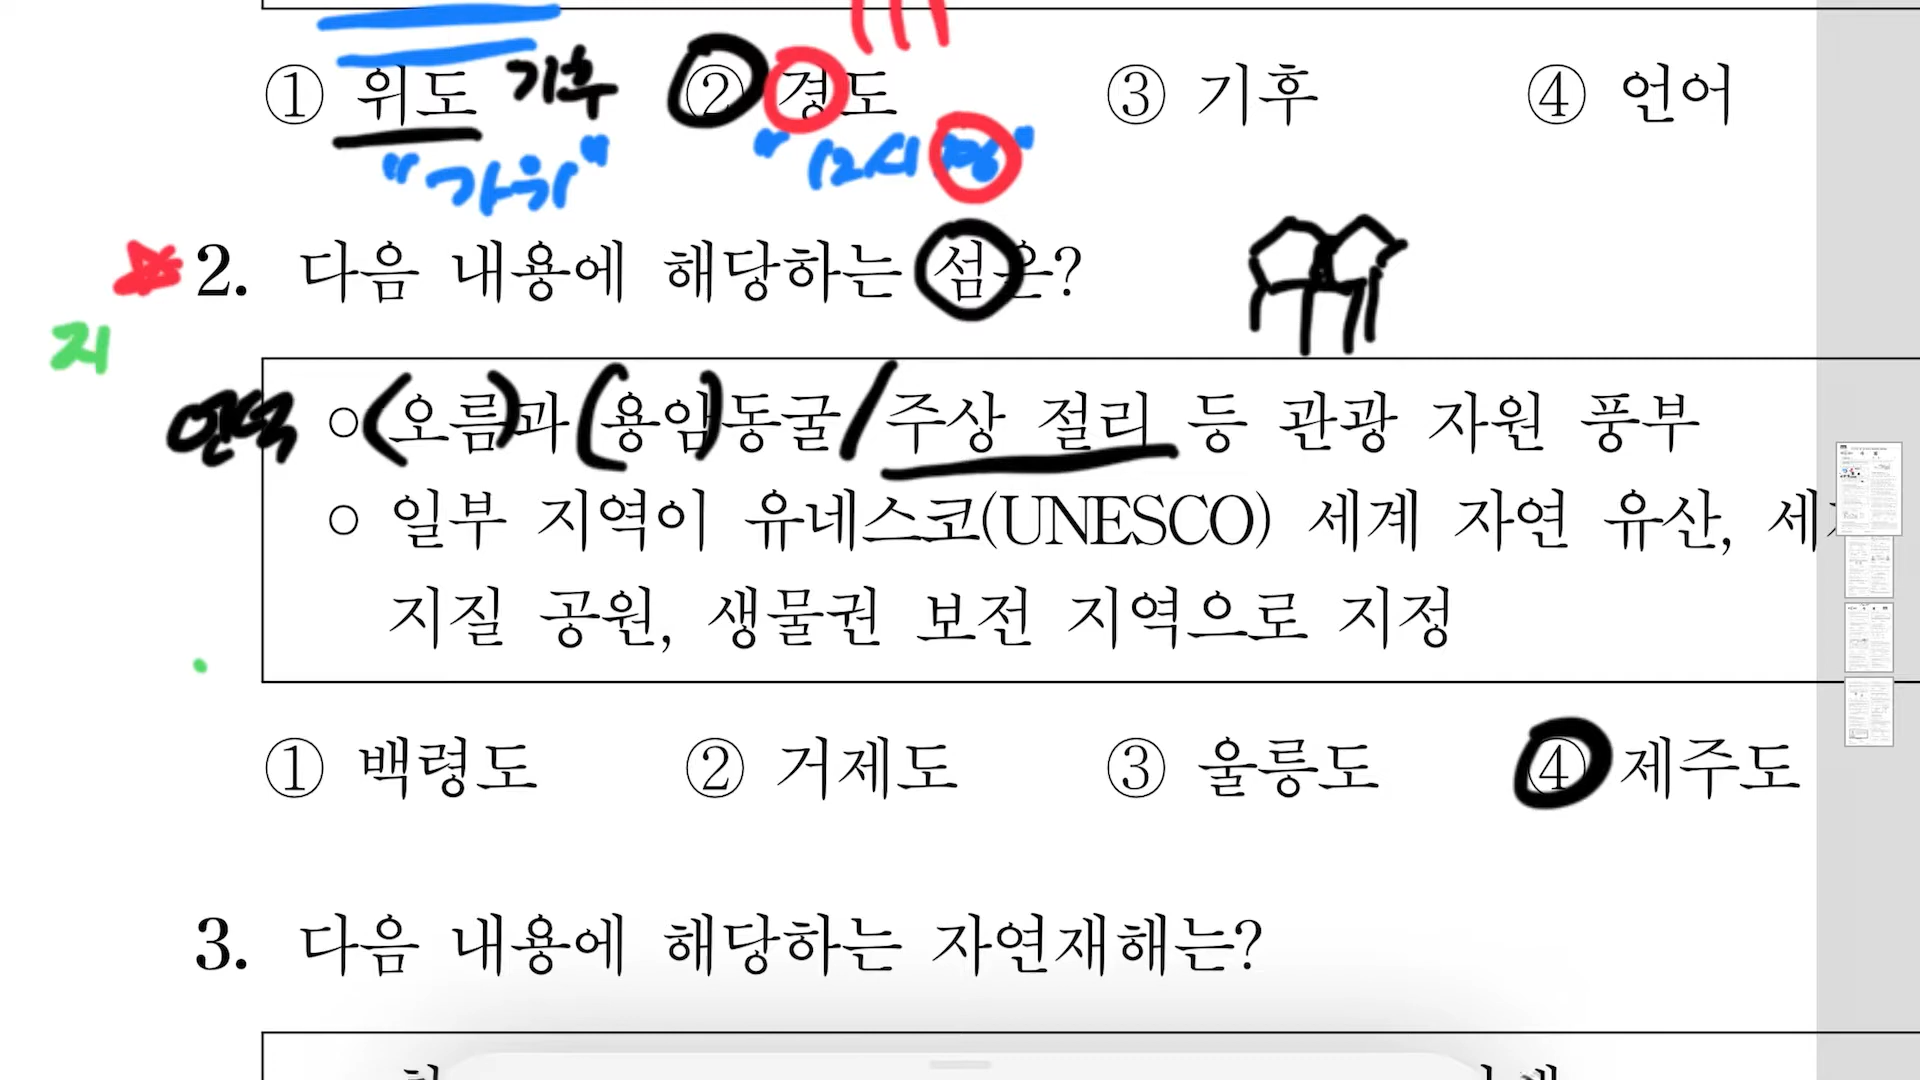 ① 위도 기후 ② 경도 ③ 기후 ④ 언어
"가위" "12시 경"
2. 다음 내용에 해당하는 섬은?
지
언덕 ○ 오름과 용암동굴/주상 절리 등 관광 자원 풍부
○ 일부 지역이 유네스코(UNESCO) 세계 자연 유산,
지질 공원, 생물권 보전 지역으로 지정
① 백령도 ② 거제도 ③ 울릉도 ④ 제주도
3. 다음 내용에 해당하는 자연재해는?